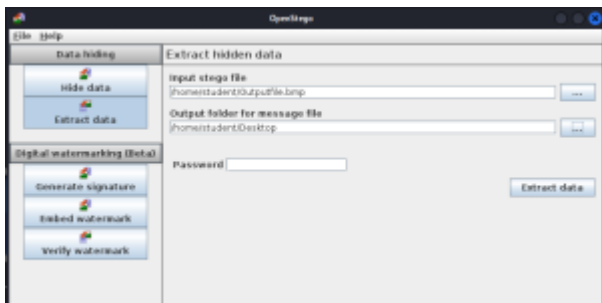 OpenStego
File Help
Data hiding
Hide data
Extract data
Digital watermarking (Beta)
Generate signature
Embed watermark
Verify watermark
Extract hidden data
Input stego file
/home/student/Outputfile.bmp
...
Output folder for message file
/home/student/Desktop
...
Password
Extract data